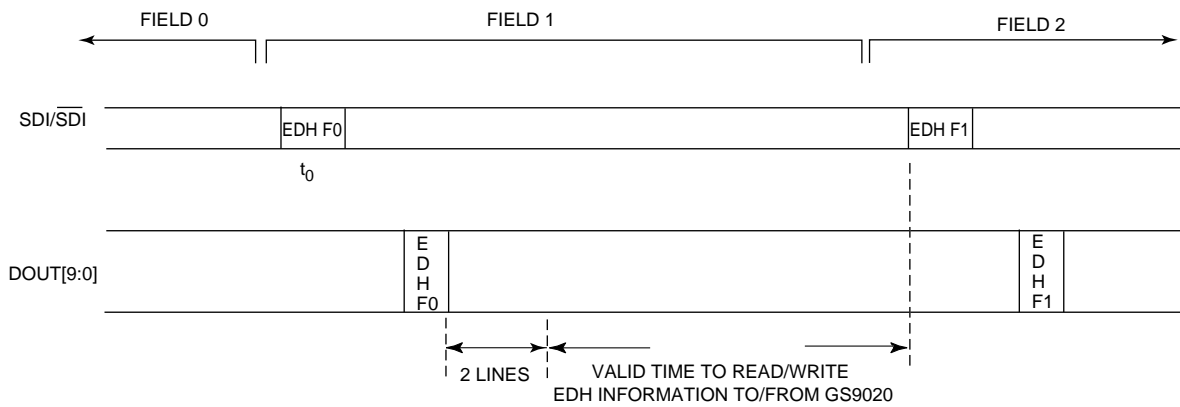 FIELD 0
FIELD 1
FIELD 2
SDI/SDI
EDH F0
EDH F1
t0
DOUT[9:0]
E
D
H
F0
E
D
H
F1
2 LINES
VALID TIME TO READ/WRITE
EDH INFORMATION TO/FROM GS9020